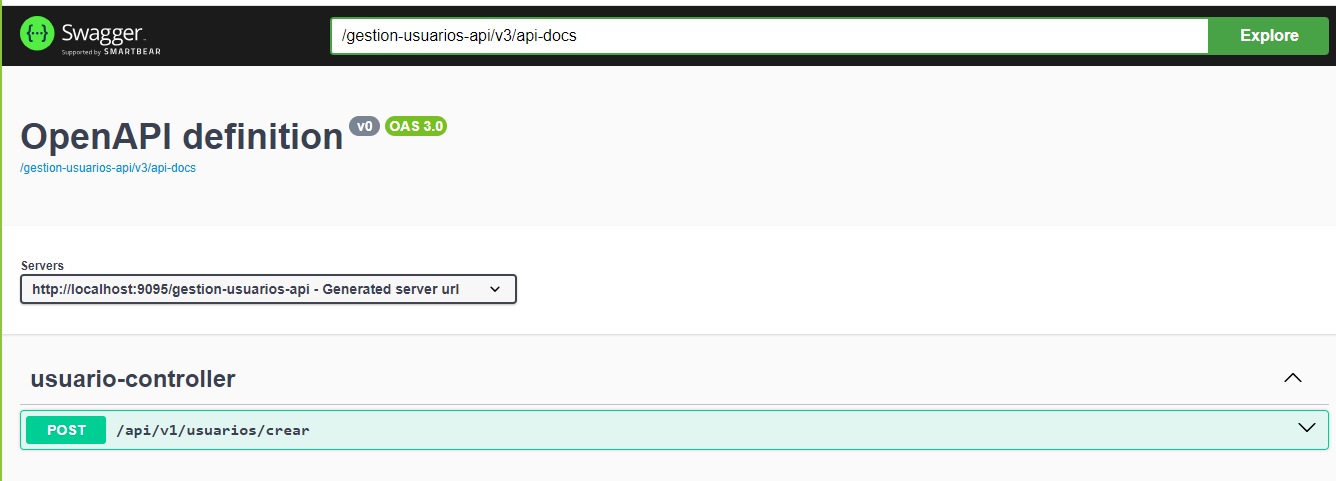 Swagger
Supported by SMARTBEAR
/gestion-usuarios-api/v3/api-docs
Explore
OpenAPI definition v0 OAS 3.0
/gestion-usuarios-api/v3/api-docs
Servers
http://localhost:9095/gestion-usuarios-api - Generated server url
usuario-controller
POST /api/v1/usuarios/crear